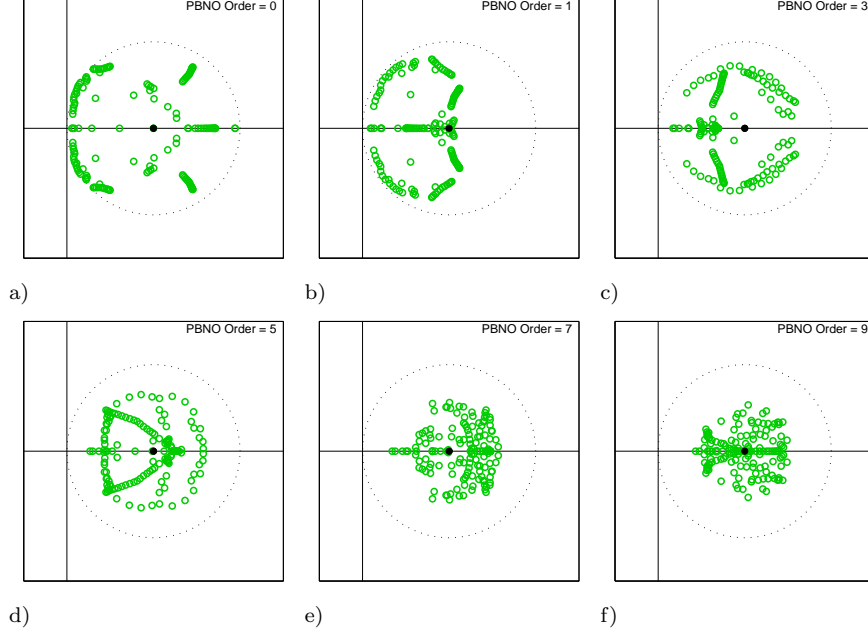 PBNO Order = 0
PBNO Order = 1
PBNO Order = 3
a)
b)
c)
PBNO Order = 5
PBNO Order = 7
PBNO Order = 9
d)
e)
f)